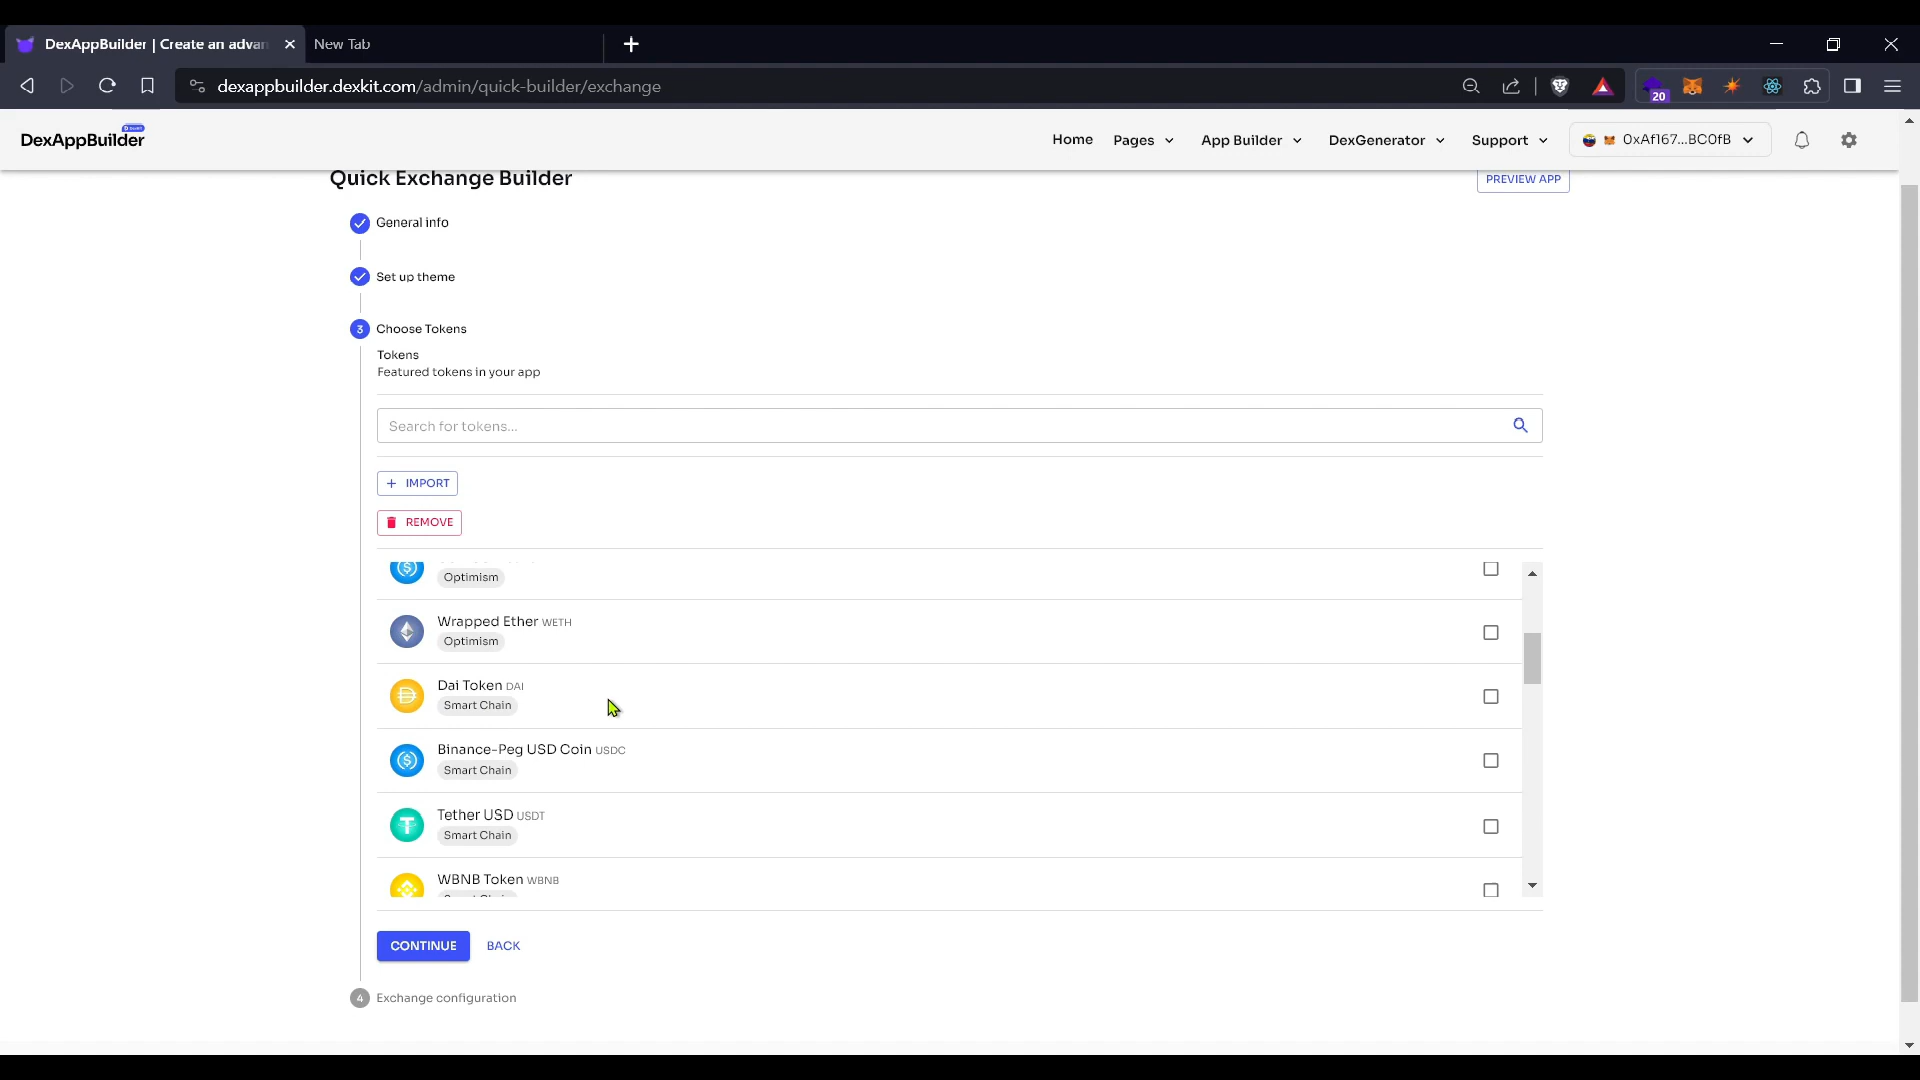 DexAppBuilder | Create an advan
New Tab
dexappbuilder.dexkit.com/admin/quick-builder/exchange
20
DexAppBuilder
Home
Pages
App Builder
DexGenerator
Support
0xAf167...BC0fB
Quick Exchange Builder
PREVIEW APP
General info
Set up theme
3 Choose Tokens
Tokens
Featured tokens in your app
Search for tokens...
+ IMPORT
REMOVE
Optimism
Wrapped Ether WETH
Optimism
Dai Token DAI
Smart Chain
Binance-Peg USD Coin USDC
Smart Chain
Tether USD USDT
Smart Chain
WBNB Token WBNB
CONTINUE
BACK
4 Exchange configuration